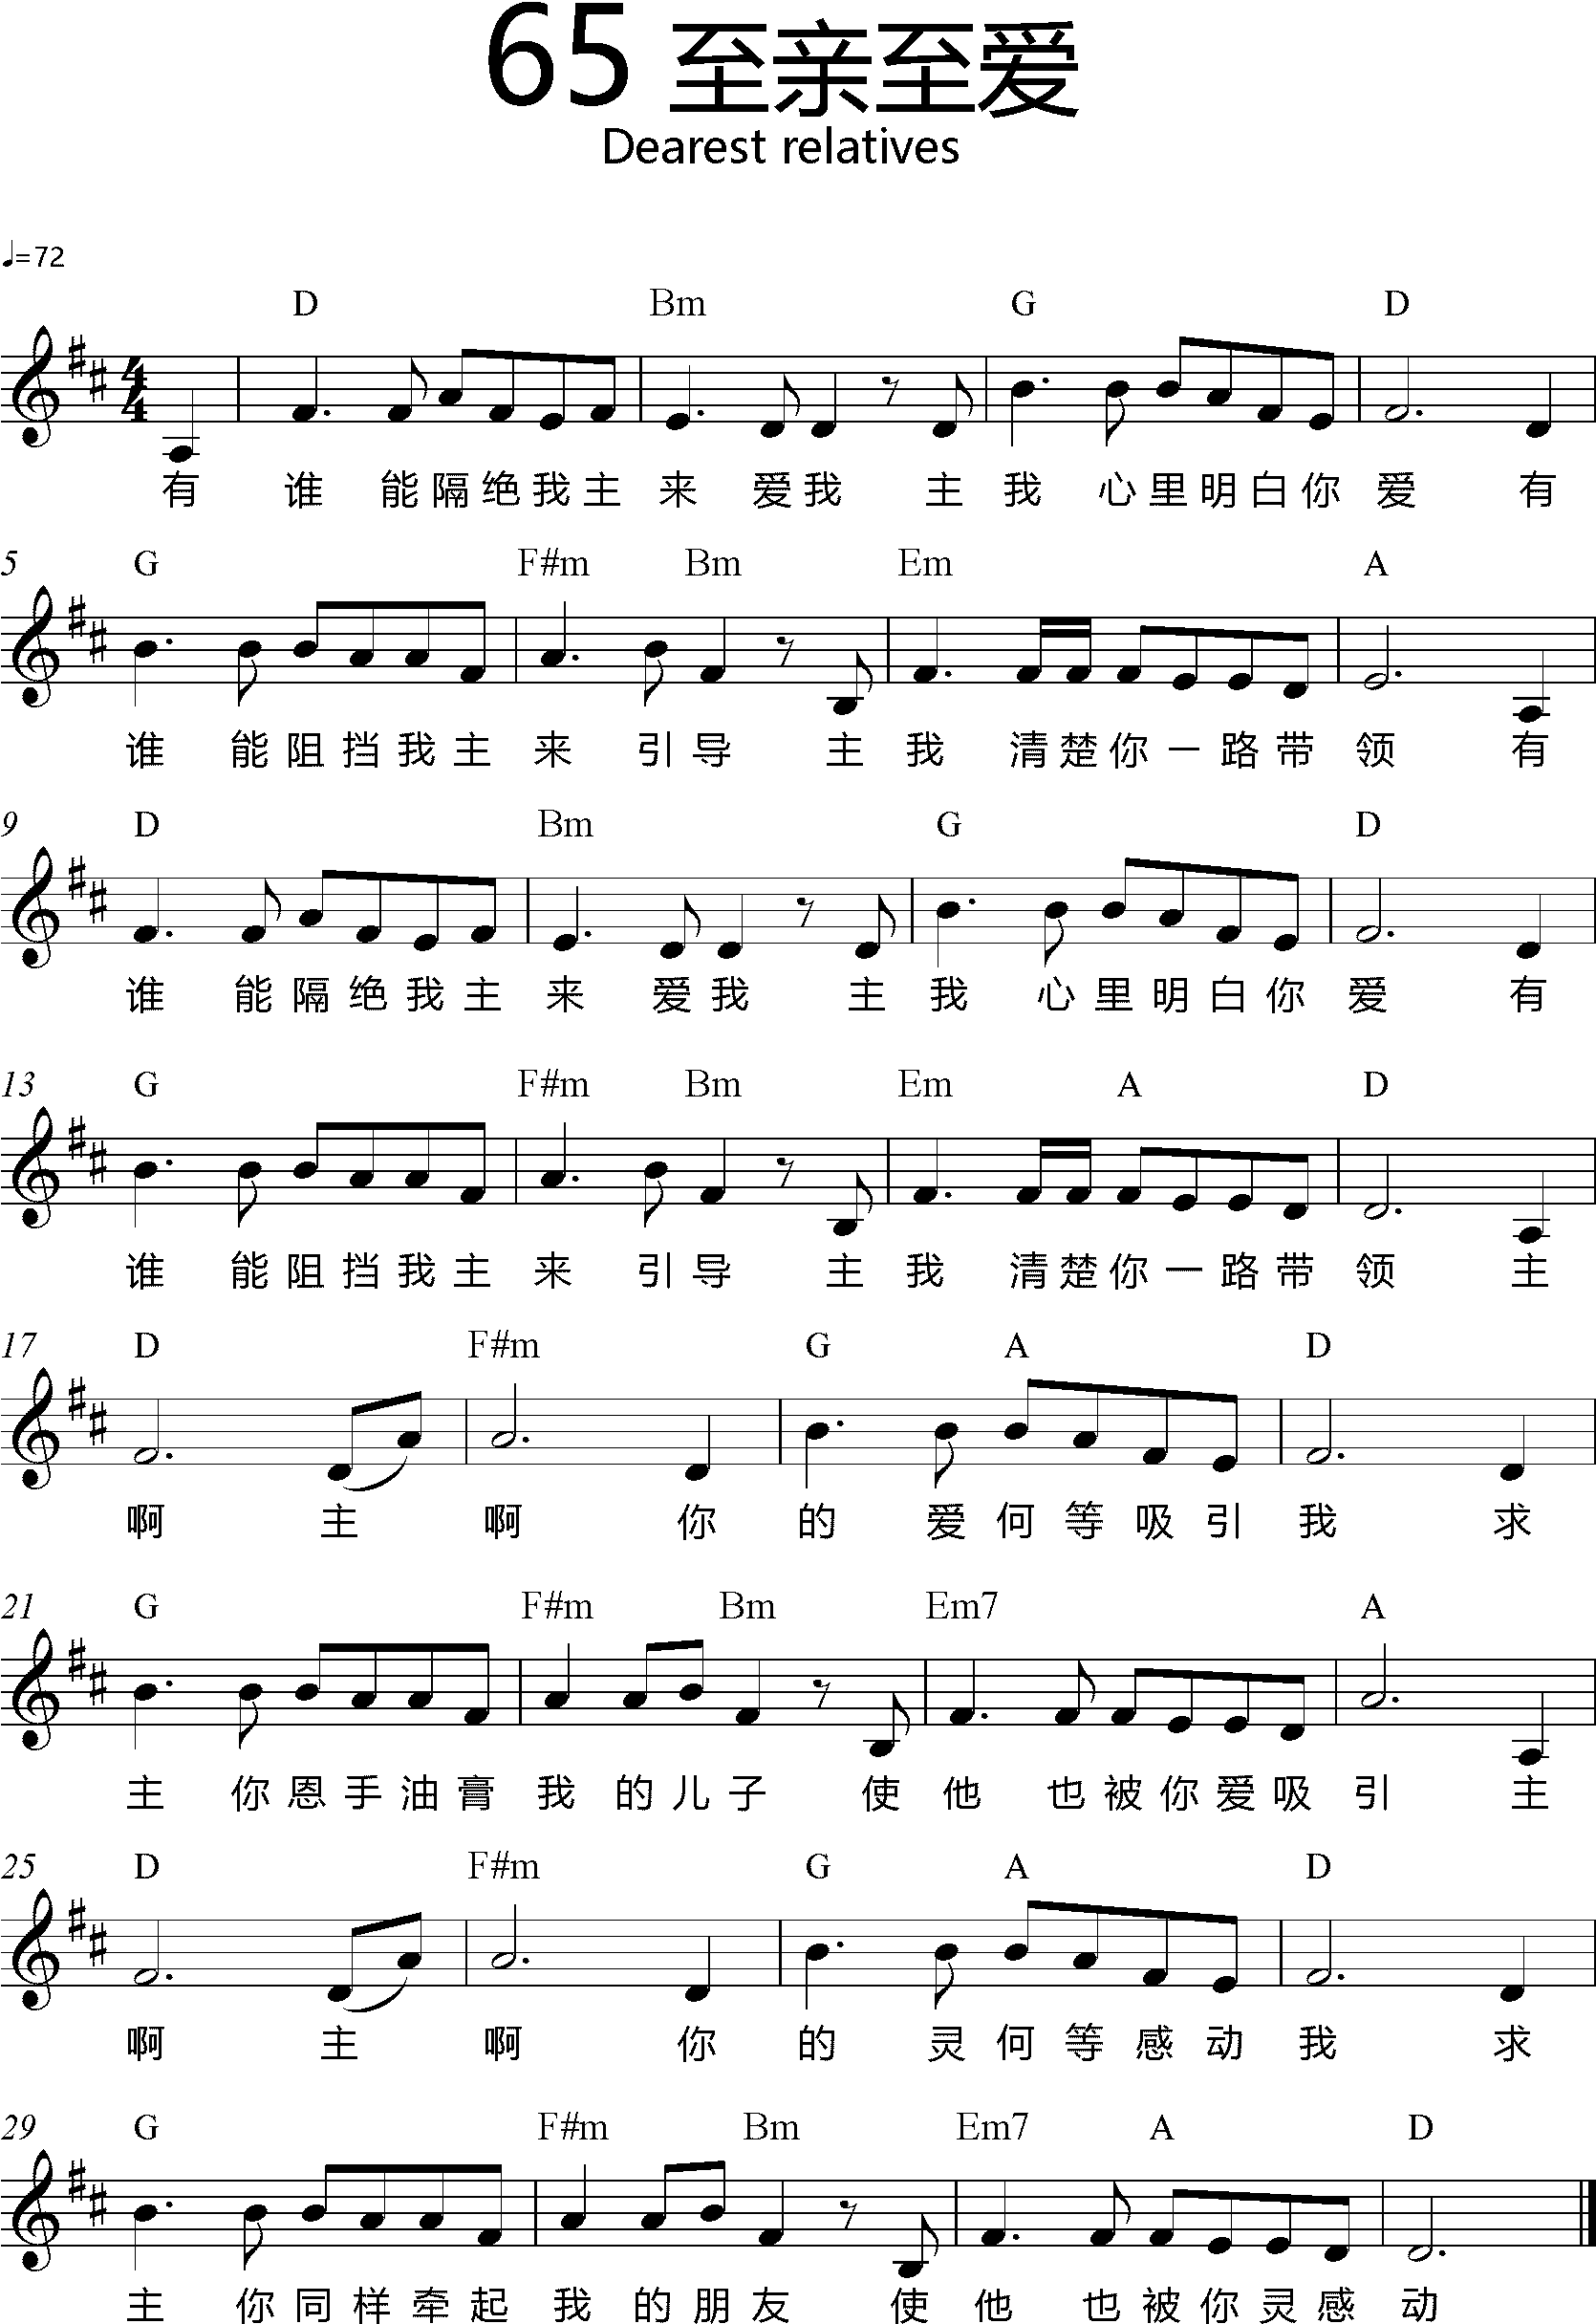 65 至亲至爱
Dearest relatives
♩=72
D Bm G D
有 谁 能 隔 绝 我 主 来 爱 我 主 我 心 里 明 白 你 爱 有
5 G F#m Bm Em A
谁 能 阻 挡 我 主 来 引 导 主 我 清 楚 你 一 路 带 领 有
9 D Bm G D
谁 能 隔 绝 我 主 来 爱 我 主 我 心 里 明 白 你 爱 有
13 G F#m Bm Em A D
谁 能 阻 挡 我 主 来 引 导 主 我 清 楚 你 一 路 带 领 主
17 D F#m G A D
啊 主 啊 你 的 爱 何 等 吸 引 我 求
21 G F#m Bm Em7 A
主 你 恩 手 油 膏 我 的 儿 子 使 他 也 被 你 爱 吸 引 主
25 D F#m G A D
啊 主 啊 你 的 灵 何 等 感 动 我 求
29 G F#m Bm Em7 A D
主 你 同 样 牵 起 我 的 朋 友 使 他 也 被 你 灵 感 动